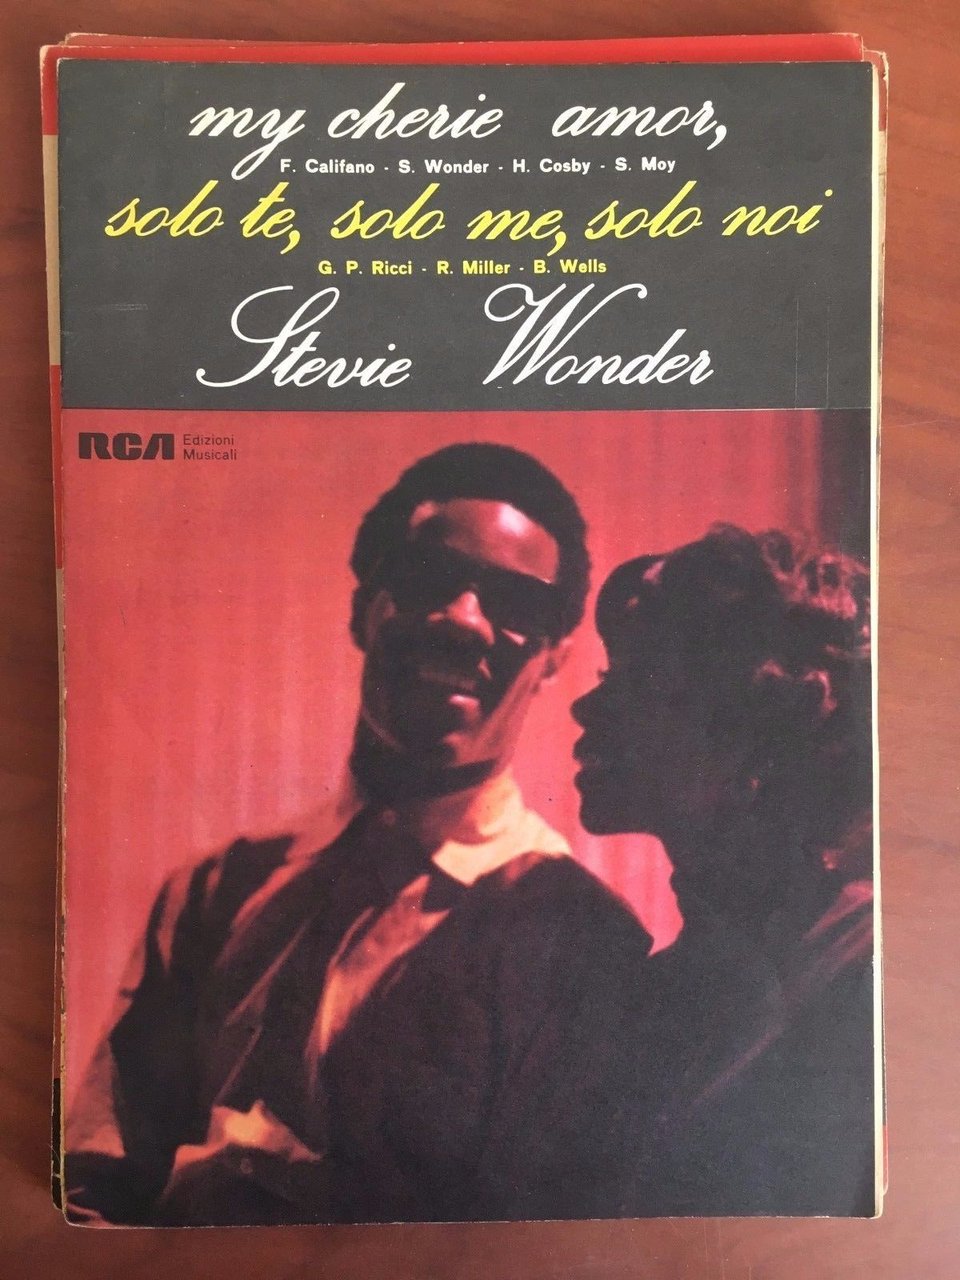 my cherie amor,
F. Califano - S. Wonder - H. Cosby - S. Moy
solo te, solo me, solo noi
G. P. Ricci - R. Miller - B. Wells
Stevie Wonder
RCA Edizioni
Musicali